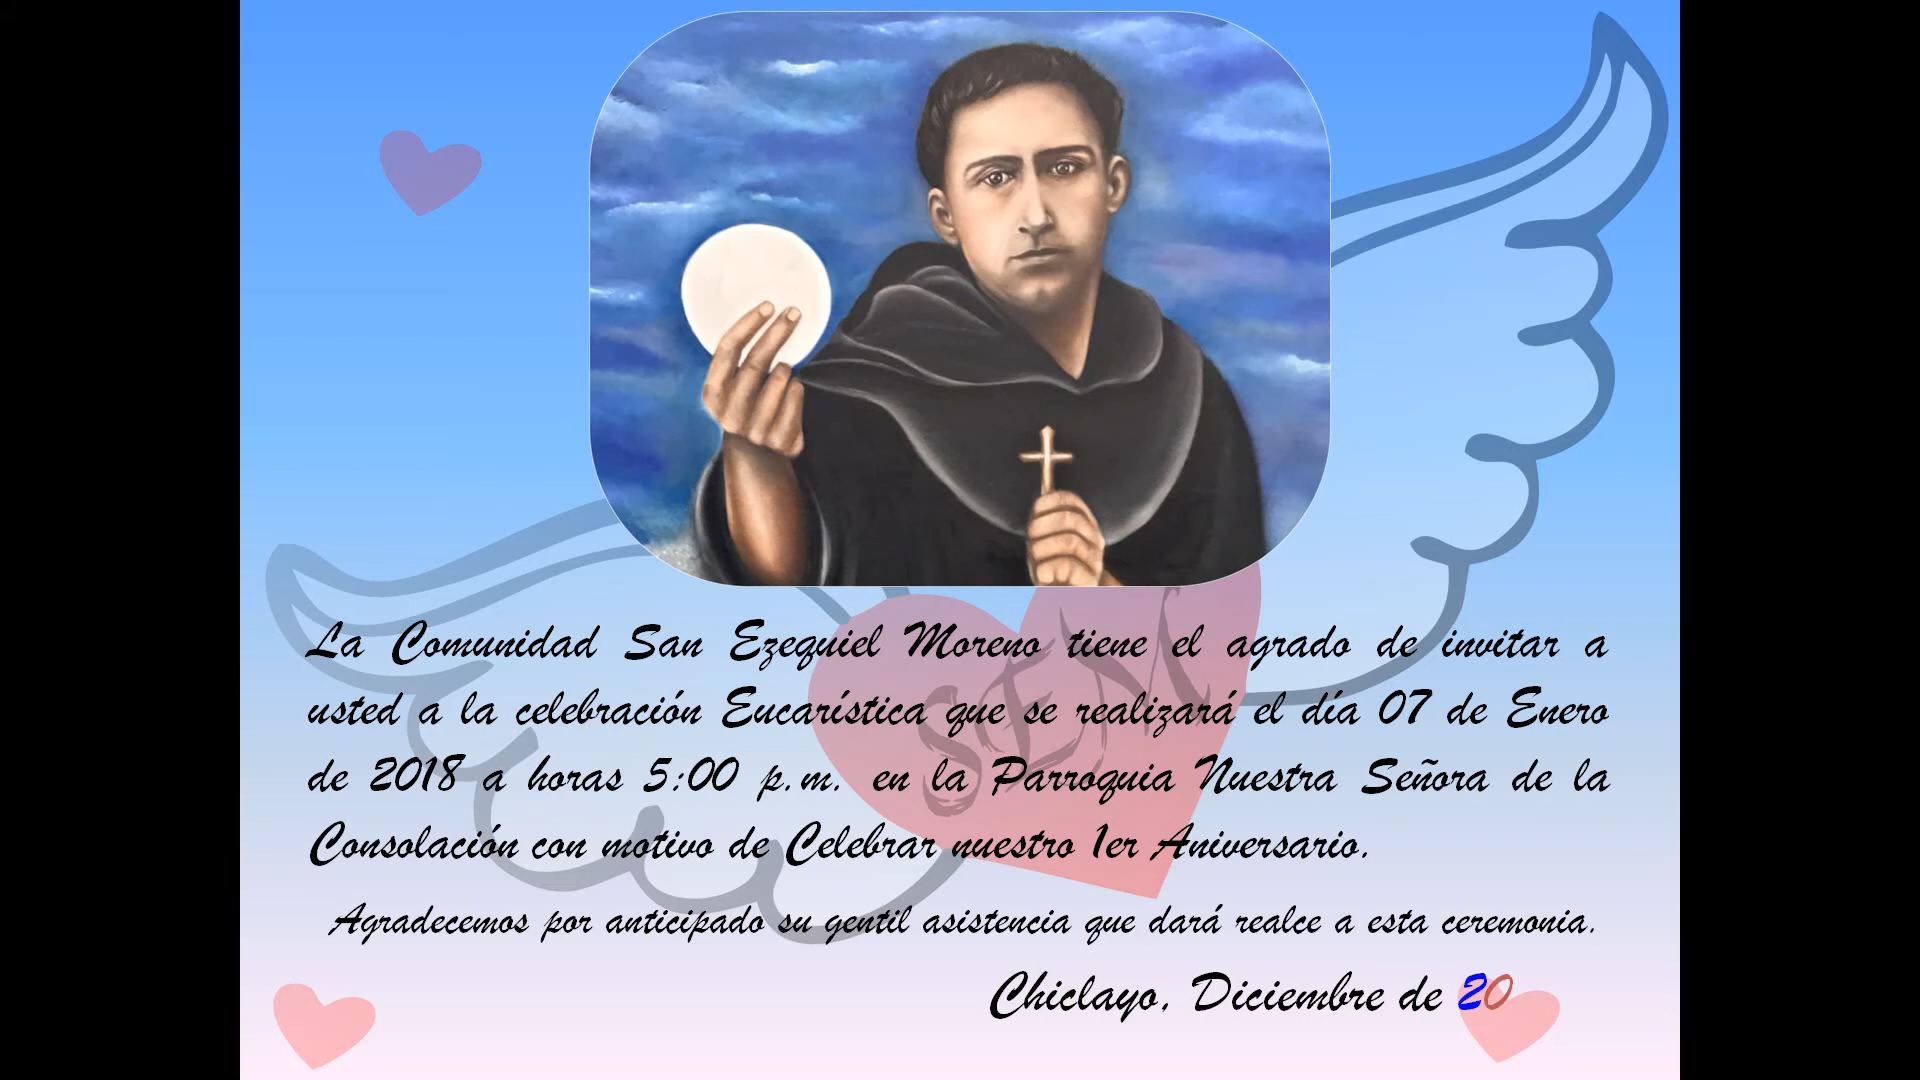 La Comunidad San Ezequiel Moreno tiene el agrado de invitar a
usted a la celebración Eucarística que se realizará el día 07 de Enero
de 2018 a horas 5:00 p.m. en la Parroquia Nuestra Señora de la
Consolación con motivo de Celebrar nuestro 1er Aniversario.
Agradecemos por anticipado su gentil asistencia que dará realce a esta ceremonia.
Chiclayo, Diciembre de 20
SEM